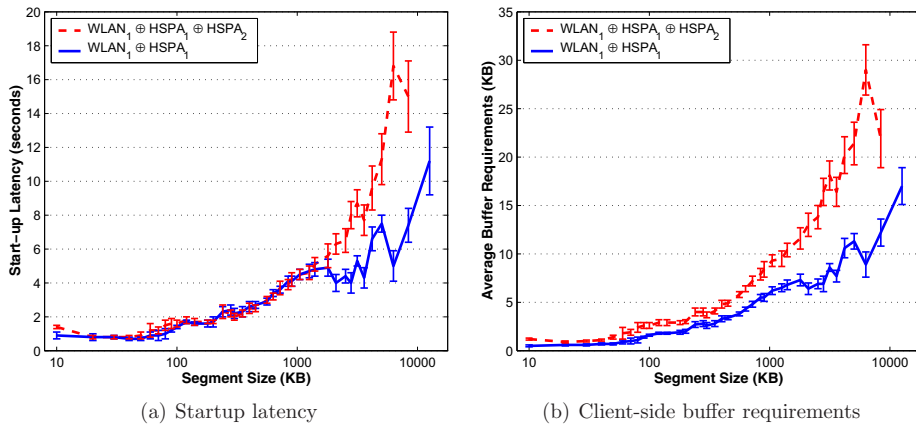 20
18
16
14
12
10
8
6
4
2
0
Start-up Latency (seconds)
WLAN1 ⊕ HSPA1 ⊕ HSPA2
WLAN1 ⊕ HSPA1
10
100
1000
10000
Segment Size (KB)
(a) Startup latency
35
30
25
20
15
10
5
0
Average Buffer Requirements (KB)
WLAN1 ⊕ HSPA1 ⊕ HSPA2
WLAN1 ⊕ HSPA1
10
100
1000
10000
Segment Size (KB)
(b) Client-side buffer requirements